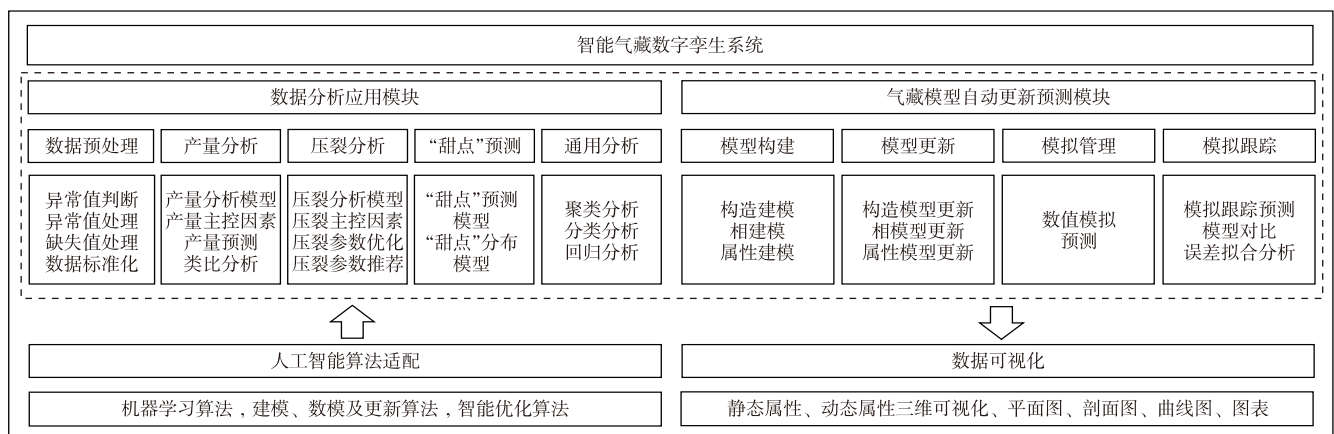 智能气藏数字孪生系统
数据分析应用模块
气藏模型自动更新预测模块
数据预处理
产量分析
压裂分析
“甜点”预测
通用分析
模型构建
模型更新
模拟管理
模拟跟踪
异常值判断
异常值处理
缺失值处理
数据标准化
产量分析模型
产量主控因素
产量预测
类比分析
压裂分析模型
压裂主控因素
压裂参数优化
压裂参数推荐
“甜点”预测
模型
“甜点”分布
模型
聚类分析
分类分析
回归分析
构造建模
相建模
属性建模
构造模型更新
相模型更新
属性模型更新
数值模拟
预测
模拟跟踪预测
模型对比
误差拟合分析
人工智能算法适配
数据可视化
机器学习算法，建模、数模及更新算法，智能优化算法
静态属性、动态属性三维可视化、平面图、剖面图、曲线图、图表